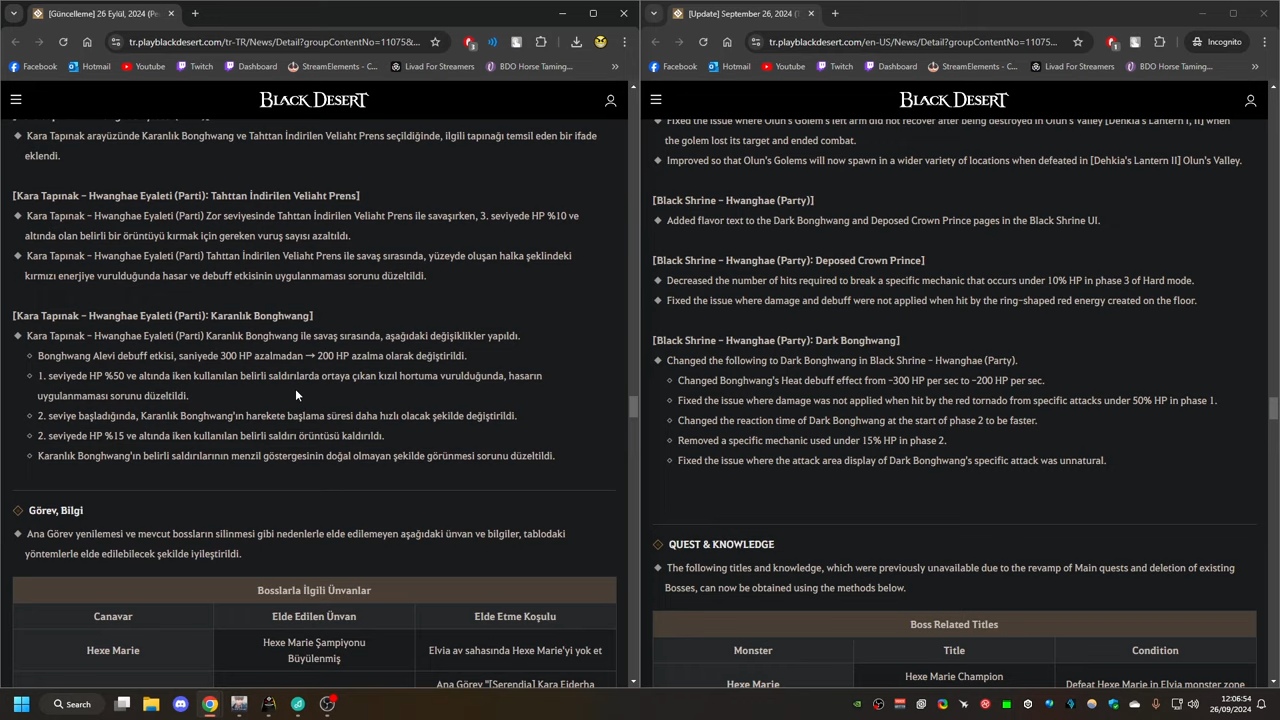 [Güncelleme] 26 Eylül, 2024 (Pe
tr.playblackdesert.com/tr-TR/News/Detail?groupContentNo=11075&...
Facebook Hotmail Youtube Twitch Dashboard StreamElements - C... Livad For Streamers BDO Horse Taming... »
BLACK DESERT
Kara Tapınak arayüzünde Karanlık Bonghwang ve Tahttan İndirilen Veliaht Prens seçildiğinde, ilgili tapınağı temsil eden bir ifade
eklendi.
[Kara Tapınak – Hwanghae Eyaleti (Parti): Tahttan İndirilen Veliaht Prens]
Kara Tapınak – Hwanghae Eyaleti (Parti) Zor seviyesinde Tahttan İndirilen Veliaht Prens ile savaşırken, 3. seviyede HP %10 ve
altında olan belirli bir örüntüyü kırmak için gereken vuruş sayısı azaltıldı.
Kara Tapınak – Hwanghae Eyaleti (Parti) Tahttan İndirilen Veliaht Prens ile savaş sırasında, yüzeyde oluşan halka şeklindeki
kırmızı enerjiye vurulduğunda hasar ve debuff etkisinin uygulanmaması sorunu düzeltildi.
[Kara Tapınak – Hwanghae Eyaleti (Parti): Karanlık Bonghwang]
Kara Tapınak – Hwanghae Eyaleti (Parti) Karanlık Bonghwang ile savaş sırasında, aşağıdaki değişiklikler yapıldı.
Bonghwang Alevi debuff etkisi, saniyede 300 HP azalmadan → 200 HP azalma olarak değiştirildi.
1. seviyede HP %50 ve altında iken kullanılan belirli saldırılarda ortaya çıkan kızıl hortuma vurulduğunda, hasarın
uygulanmaması sorunu düzeltildi.
2. seviye başladığında, Karanlık Bonghwang'ın harekete başlama süresi daha hızlı olacak şekilde değiştirildi.
2. seviyede HP %15 ve altında iken kullanılan belirli saldırı örüntüsü kaldırıldı.
Karanlık Bonghwang'ın belirli saldırılarının menzil göstergesinin doğal olmayan şekilde görünmesi sorunu düzeltildi.
Görev, Bilgi
Ana Görev yenilemesi ve mevcut bossların silinmesi gibi nedenlerle elde edilemeyen aşağıdaki ünvan ve bilgiler, tablodaki
yöntemlerle elde edilebilecek şekilde iyileştirildi.
Bosslarla İlgili Ünvanlar
Canavar Elde Edilen Ünvan Elde Etme Koşulu
Hexe Marie Hexe Marie Şampiyonu
Büyülenmiş Elvia av sahasında Hexe Marie'yi yok et
Ana Görev "[Serendia] Kara Ejderha
[Update] September 26, 2024 (T
tr.playblackdesert.com/en-US/News/Detail?groupContentNo=11075... Incognito
Facebook Hotmail Youtube Twitch Dashboard StreamElements - C... Livad For Streamers BDO Horse Taming... »
BLACK DESERT
Fixed the issue where Olun's Golem's left arm did not recover after being destroyed in Olun's Valley [Dehkia's Lantern I, II] when
the golem lost its target and ended combat.
Improved so that Olun's Golems will now spawn in a wider variety of locations when defeated in [Dehkia's Lantern II] Olun's Valley.
[Black Shrine – Hwanghae (Party)]
Added flavor text to the Dark Bonghwang and Deposed Crown Prince pages in the Black Shrine UI.
[Black Shrine – Hwanghae (Party): Deposed Crown Prince]
Decreased the number of hits required to break a specific mechanic that occurs under 10% HP in phase 3 of Hard mode.
Fixed the issue where damage and debuff were not applied when hit by the ring-shaped red energy created on the floor.
[Black Shrine – Hwanghae (Party): Dark Bonghwang]
Changed the following to Dark Bonghwang in Black Shrine – Hwanghae (Party).
Changed Bonghwang's Heat debuff effect from -300 HP per sec to -200 HP per sec.
Fixed the issue where damage was not applied when hit by the red tornado from specific attacks under 50% HP in phase 1.
Changed the reaction time of Dark Bonghwang at the start of phase 2 to be faster.
Removed a specific mechanic used under 15% HP in phase 2.
Fixed the issue where the attack area display of Dark Bonghwang's specific attack was unnatural.
QUEST & KNOWLEDGE
The following titles and knowledge, which were previously unavailable due to the revamp of Main quests and deletion of existing
Bosses, can now be obtained using the methods below.
Boss Related Titles
Monster Title Condition
Hexe Marie Hexe Marie Champion Defeat Hexe Marie in Elvia monster zone
Search
12:06:54
26/09/2024